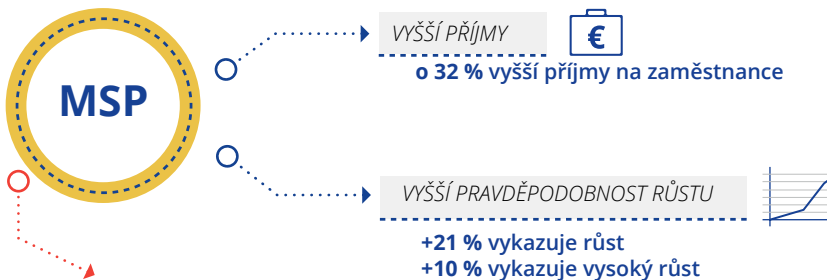 MSP
VYŠŠÍ PŘÍJMY
€
o 32 % vyšší příjmy na zaměstnance
VYŠŠÍ PRAVDĚPODOBNOST RŮSTU
+21 % vykazuje růst
+10 % vykazuje vysoký růst